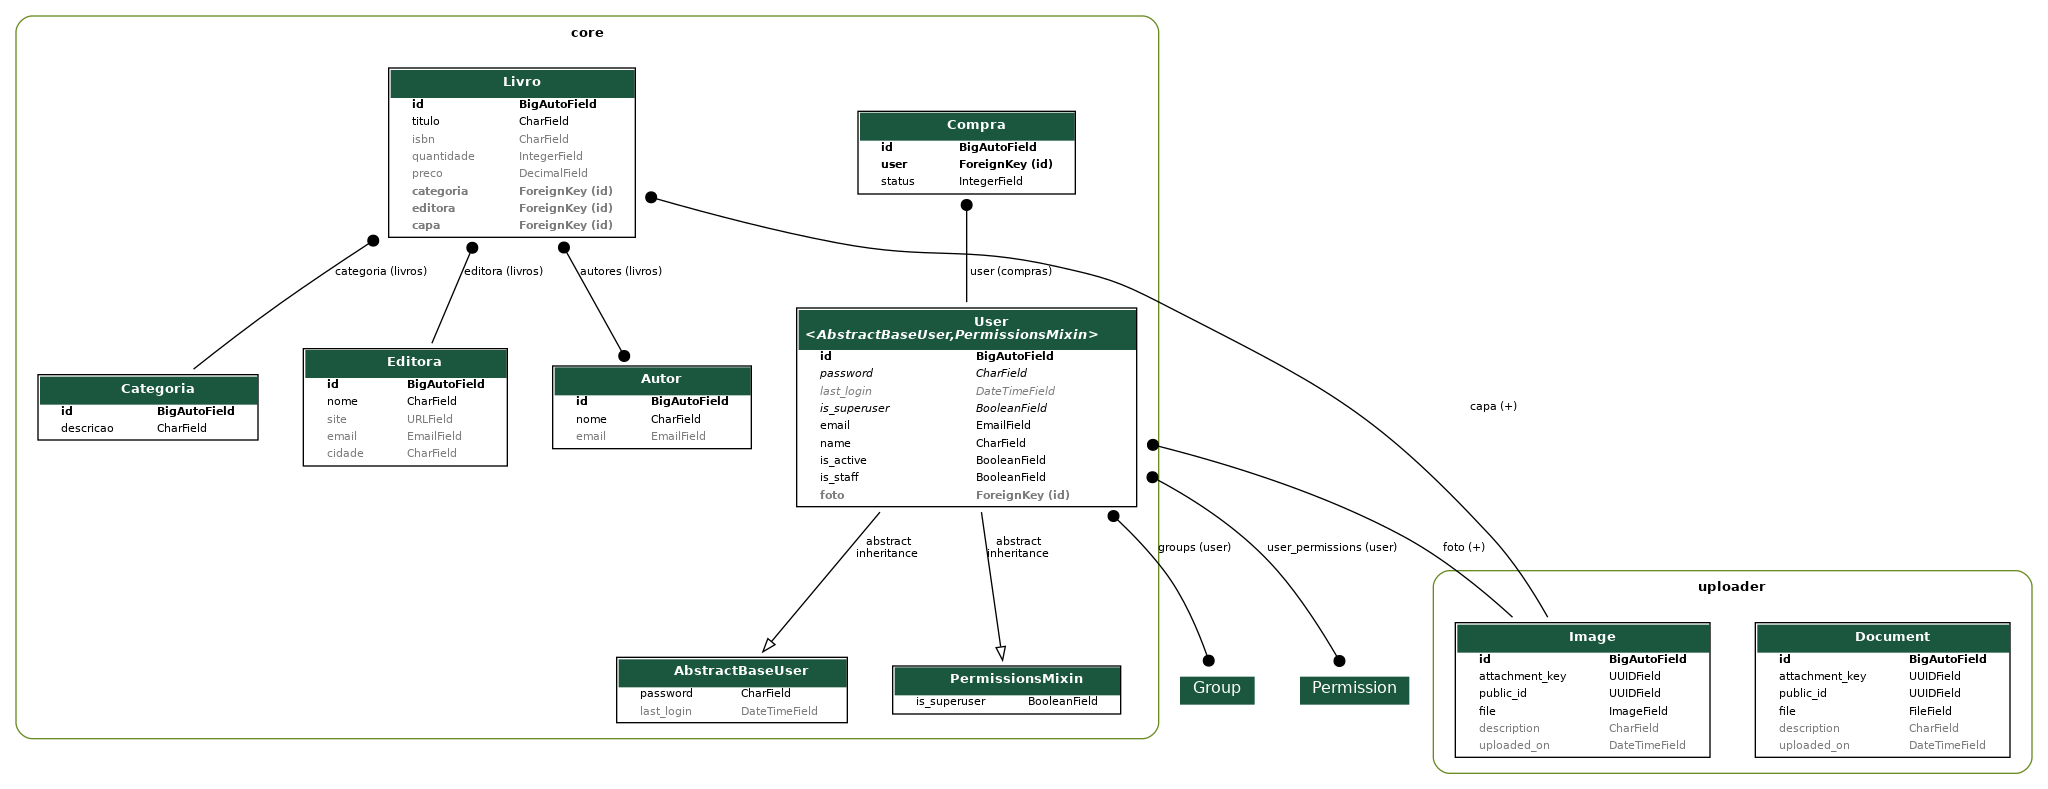 core
Livro
id BigAutoField
titulo CharField
isbn CharField
quantidade IntegerField
preco DecimalField
categoria ForeignKey (id)
editora ForeignKey (id)
capa ForeignKey (id)
Compra
id BigAutoField
user ForeignKey (id)
status IntegerField
categoria (livros)
editora (livros)
autores (livros)
user (compras)
Categoria
id BigAutoField
descricao CharField
Editora
id BigAutoField
nome CharField
site URLField
email EmailField
cidade CharField
Autor
id BigAutoField
nome CharField
email EmailField
User
<AbstractBaseUser,PermissionsMixin>
id BigAutoField
password CharField
last_login DateTimeField
is_superuser BooleanField
email EmailField
name CharField
is_active BooleanField
is_staff BooleanField
foto ForeignKey (id)
capa (+)
abstract
inheritance
abstract
inheritance
groups (user)
user_permissions (user)
foto (+)
AbstractBaseUser
password CharField
last_login DateTimeField
PermissionsMixin
is_superuser BooleanField
Group
Permission
uploader
Image
id BigAutoField
attachment_key UUIDField
public_id UUIDField
file ImageField
description CharField
uploaded_on DateTimeField
Document
id BigAutoField
attachment_key UUIDField
public_id UUIDField
file FileField
description CharField
uploaded_on DateTimeField